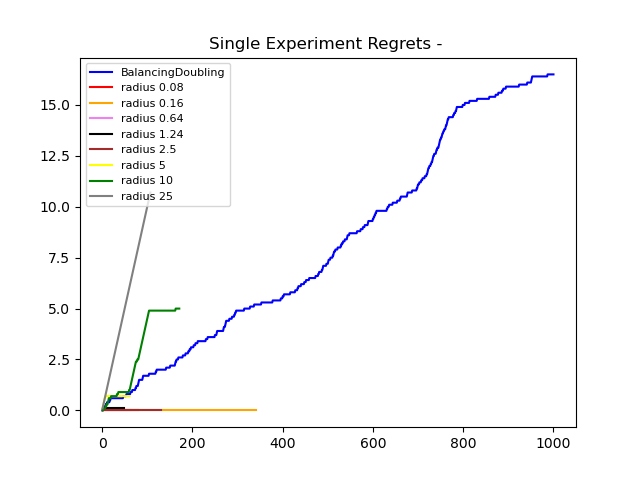 Single Experiment Regrets -
BalancingDoubling
radius 0.08
radius 0.16
radius 0.64
radius 1.24
radius 2.5
radius 5
radius 10
radius 25
15.0
12.5
10.0
7.5
5.0
2.5
0.0
0 200 400 600 800 1000